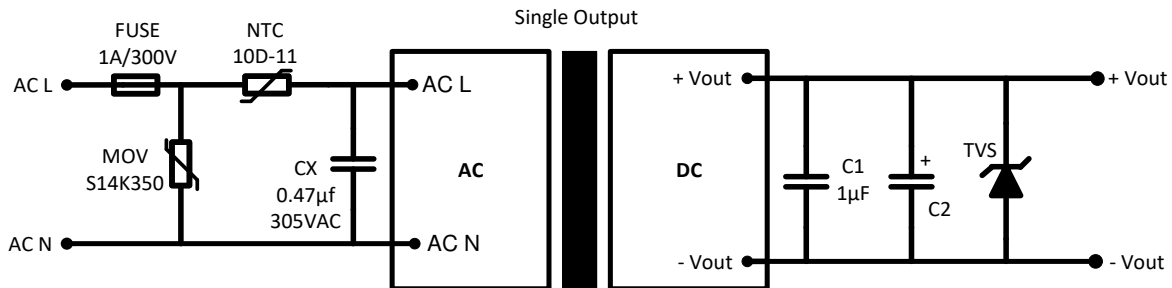 Single Output
FUSE
1A/300V
NTC
10D-11
AC L
AC L
+ Vout
+ Vout
MOV
S14K350
CX
0.47µf
305VAC
AC
DC
C1
1µF
+
C2
TVS
AC N
AC N
- Vout
- Vout